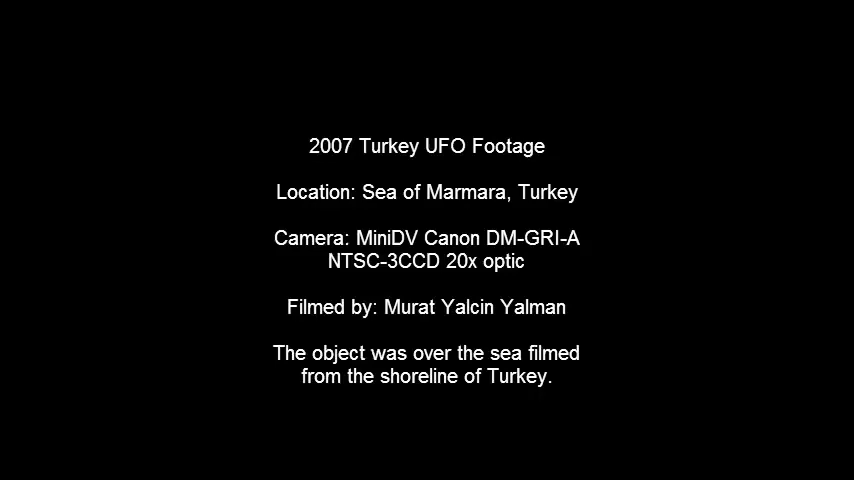 2007 Turkey UFO Footage
Location: Sea of Marmara, Turkey
Camera: MiniDV Canon DM-GRI-A
NTSC-3CCD 20x optic
Filmed by: Murat Yalcin Yalman
The object was over the sea filmed
from the shoreline of Turkey.